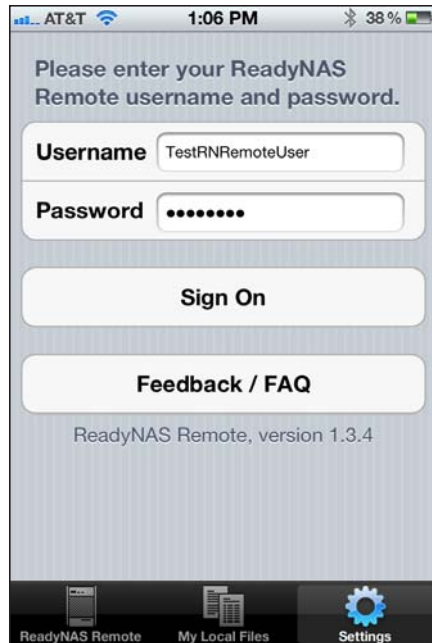 AT&T 1:06 PM 38%
Please enter your ReadyNAS
Remote username and password.
Username TestRNRemoteUser
Password ••••••••
Sign On
Feedback / FAQ
ReadyNAS Remote, version 1.3.4
ReadyNAS Remote My Local Files Settings